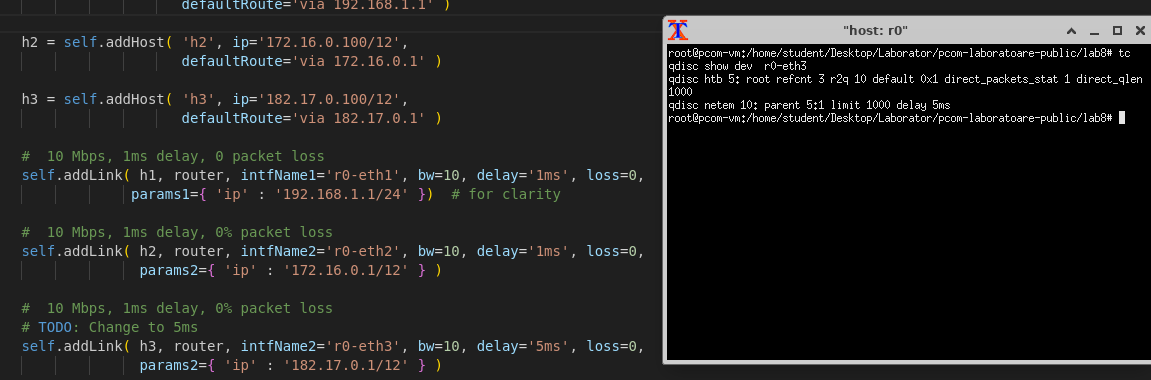 defaultRoute='via 192.168.1.1' )
h2 = self.addHost( 'h2', ip='172.16.0.100/12',
defaultRoute='via 172.16.0.1' )
h3 = self.addHost( 'h3', ip='182.17.0.100/12',
defaultRoute='via 182.17.0.1' )
#  10 Mbps, 1ms delay, 0 packet loss
self.addLink( h1, router, intfName1='r0-eth1', bw=10, delay='1ms', loss=0,
params1={ 'ip' : '192.168.1.1/24' })  # for clarity
#  10 Mbps, 1ms delay, 0% packet loss
self.addLink( h2, router, intfName2='r0-eth2', bw=10, delay='1ms', loss=0,
params2={ 'ip' : '172.16.0.1/12' } )
#  10 Mbps, 1ms delay, 0% packet loss
# TODO: Change to 5ms
self.addLink( h3, router, intfName2='r0-eth3', bw=10, delay='5ms', loss=0,
params2={ 'ip' : '182.17.0.1/12' } )
"host: r0"
root@pcom-vm:/home/student/Desktop/Laborator/pcom-laboratoare-public/lab8# tc
qdisc show dev  r0-eth3
qdisc htb 5: root refcnt 3 r2q 10 default 0x1 direct_packets_stat 1 direct_qlen
1000
qdisc netem 10: parent 5:1 limit 1000 delay 5ms
root@pcom-vm:/home/student/Desktop/Laborator/pcom-laboratoare-public/lab8#